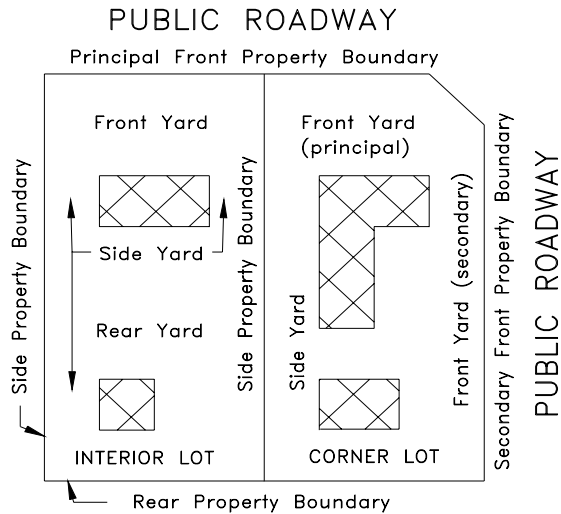 PUBLIC ROADWAY
Principal Front Property Boundary
Front Yard
Front Yard
(principal)
Side Property Boundary
Side Yard
Side Property Boundary
Rear Yard
Side Yard
Front Yard (secondary)
Secondary Front Property Boundary
PUBLIC ROADWAY
INTERIOR LOT
CORNER LOT
Rear Property Boundary